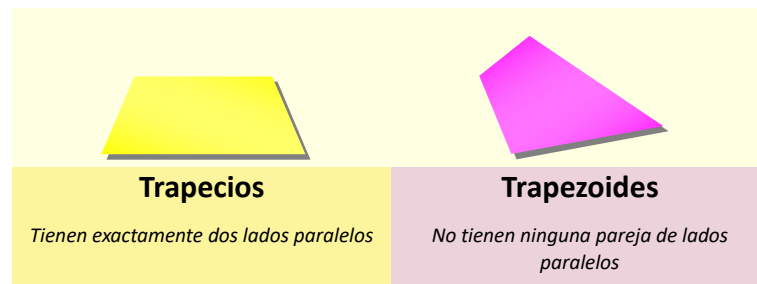 Trapecios
Tienen exactamente dos lados paralelos
Trapezoides
No tienen ninguna pareja de lados
paralelos